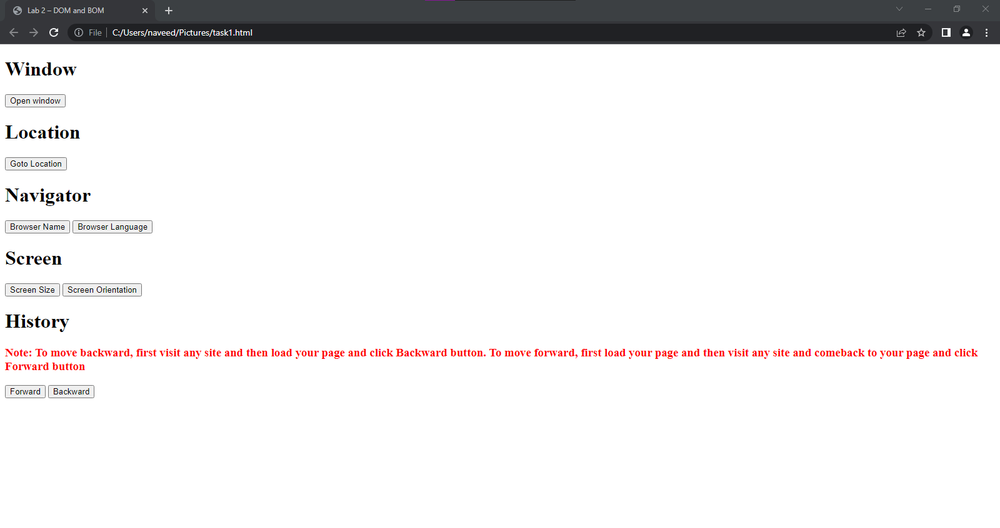 Lab 2 – DOM and BOM
File C:/Users/naveed/Pictures/task1.html
Window
Open window
Location
Goto Location
Navigator
Browser Name Browser Language
Screen
Screen Size Screen Orientation
History
Note: To move backward, first visit any site and then load your page and click Backward button. To move forward, first load your page and then visit any site and comeback to your page and click
Forward button
Forward Backward